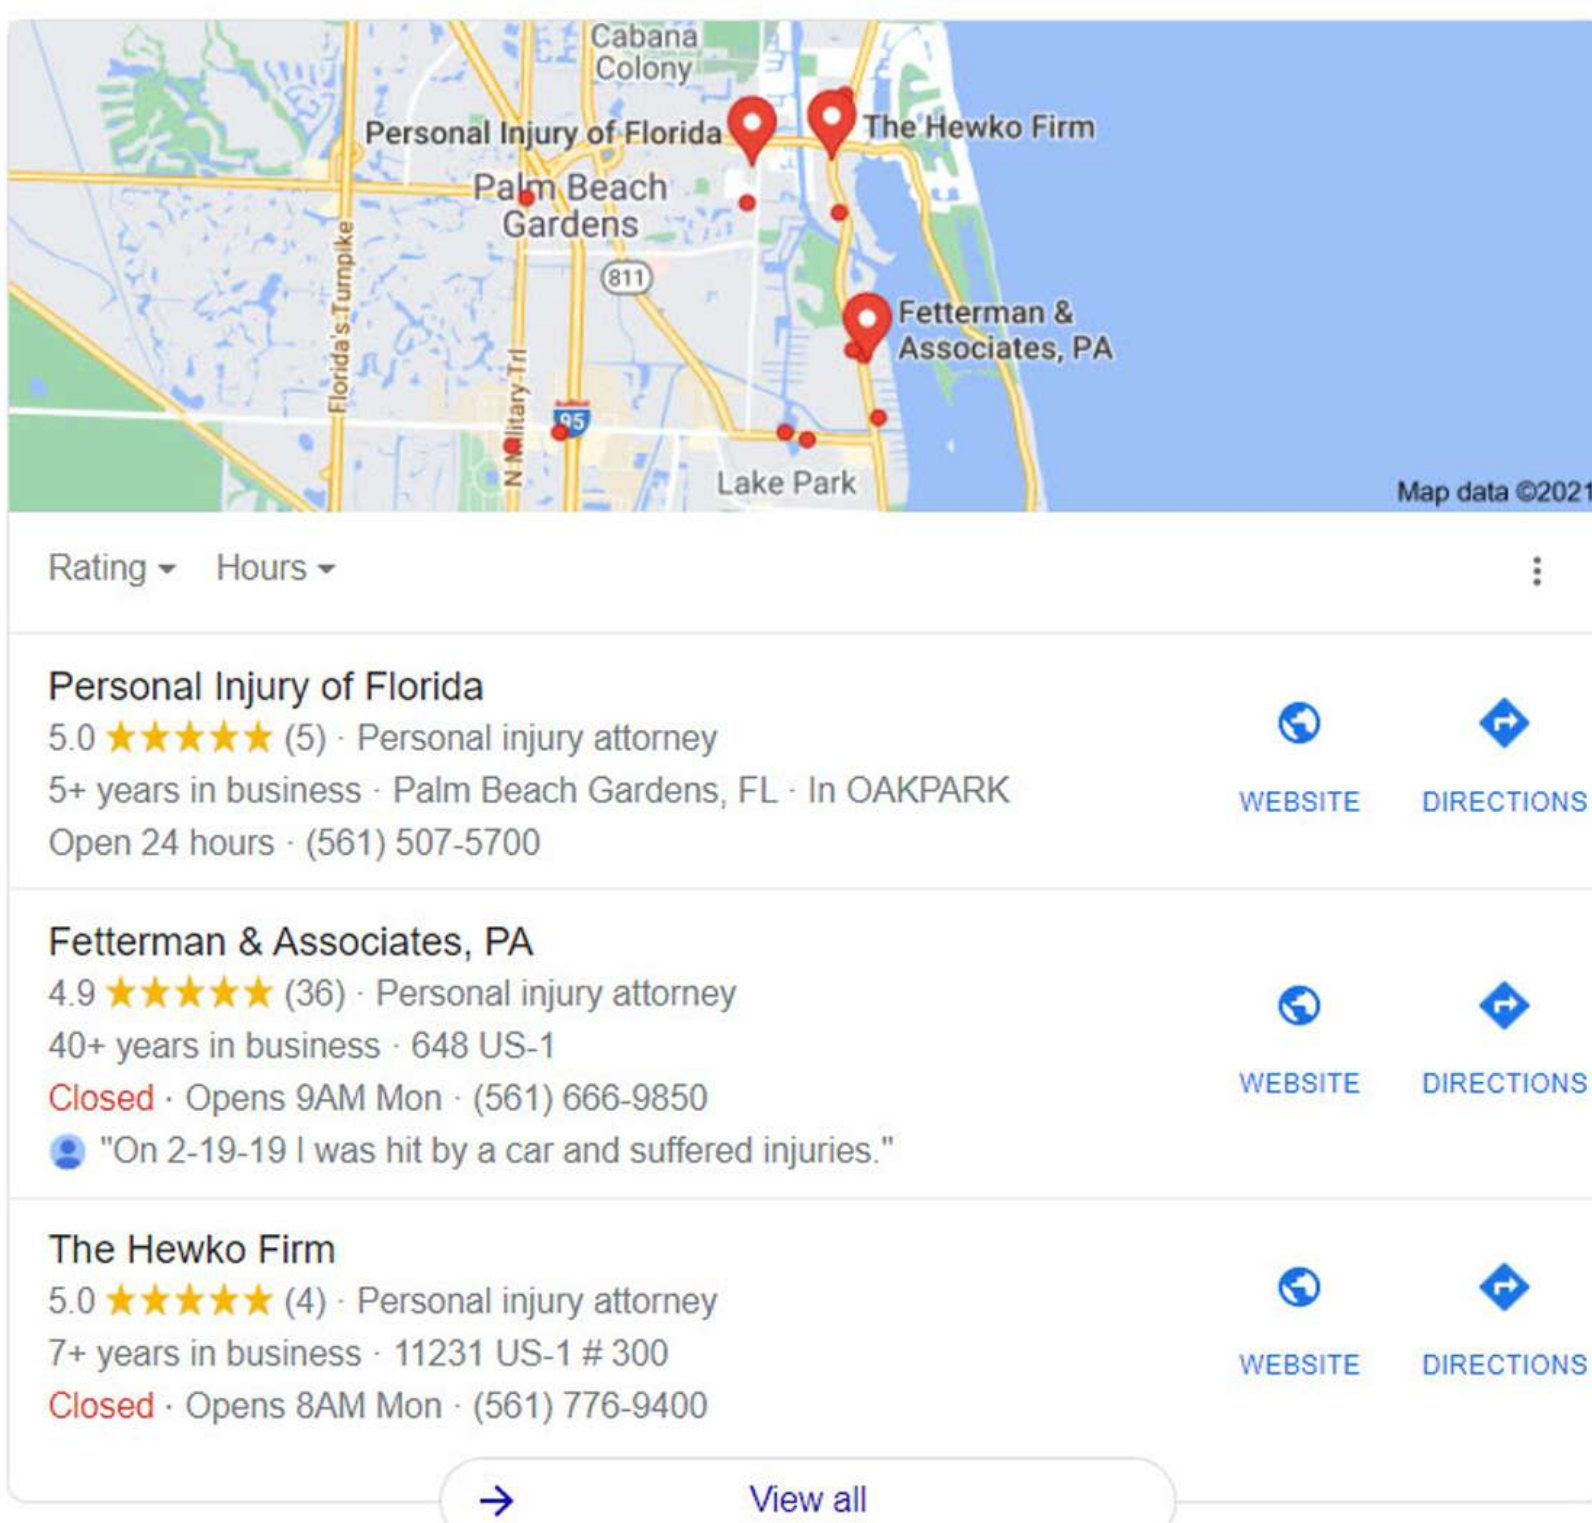 Cabana
Colony
Personal Injury of Florida
The Hewko Firm
Palm Beach
Gardens
811
Florida's Turnpike
Fetterman &
Associates, PA
N Military Trl
95
Lake Park
Map data ©2021
Rating
Hours
Personal Injury of Florida
5.0 ★★★★★ (5) · Personal injury attorney
5+ years in business · Palm Beach Gardens, FL · In OAKPARK
Open 24 hours · (561) 507-5700
WEBSITE
DIRECTIONS
Fetterman & Associates, PA
4.9 ★★★★★ (36) · Personal injury attorney
40+ years in business · 648 US-1
Closed · Opens 9AM Mon · (561) 666-9850
"On 2-19-19 I was hit by a car and suffered injuries."
WEBSITE
DIRECTIONS
The Hewko Firm
5.0 ★★★★★ (4) · Personal injury attorney
7+ years in business · 11231 US-1 # 300
Closed · Opens 8AM Mon · (561) 776-9400
WEBSITE
DIRECTIONS
View all